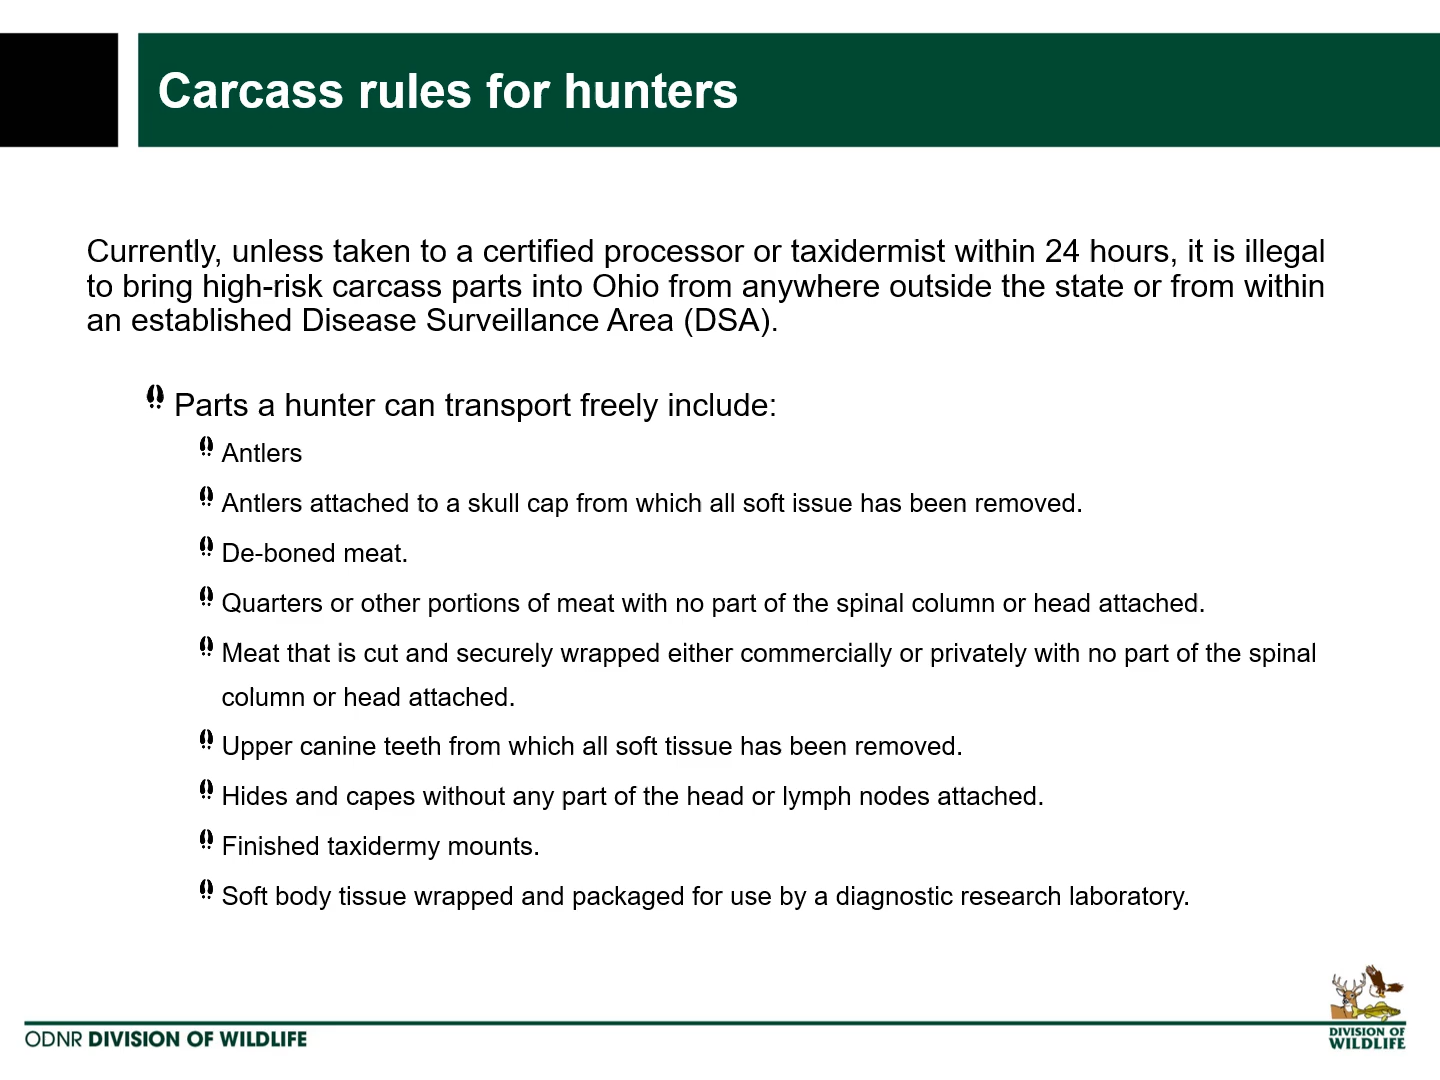 Carcass rules for hunters
Currently, unless taken to a certified processor or taxidermist within 24 hours, it is illegal
to bring high-risk carcass parts into Ohio from anywhere outside the state or from within
an established Disease Surveillance Area (DSA).
Parts a hunter can transport freely include:
Antlers
Antlers attached to a skull cap from which all soft issue has been removed.
De-boned meat.
Quarters or other portions of meat with no part of the spinal column or head attached.
Meat that is cut and securely wrapped either commercially or privately with no part of the spinal
column or head attached.
Upper canine teeth from which all soft tissue has been removed.
Hides and capes without any part of the head or lymph nodes attached.
Finished taxidermy mounts.
Soft body tissue wrapped and packaged for use by a diagnostic research laboratory.
ODNR DIVISION OF WILDLIFE
DIVISION OF
WILDLIFE